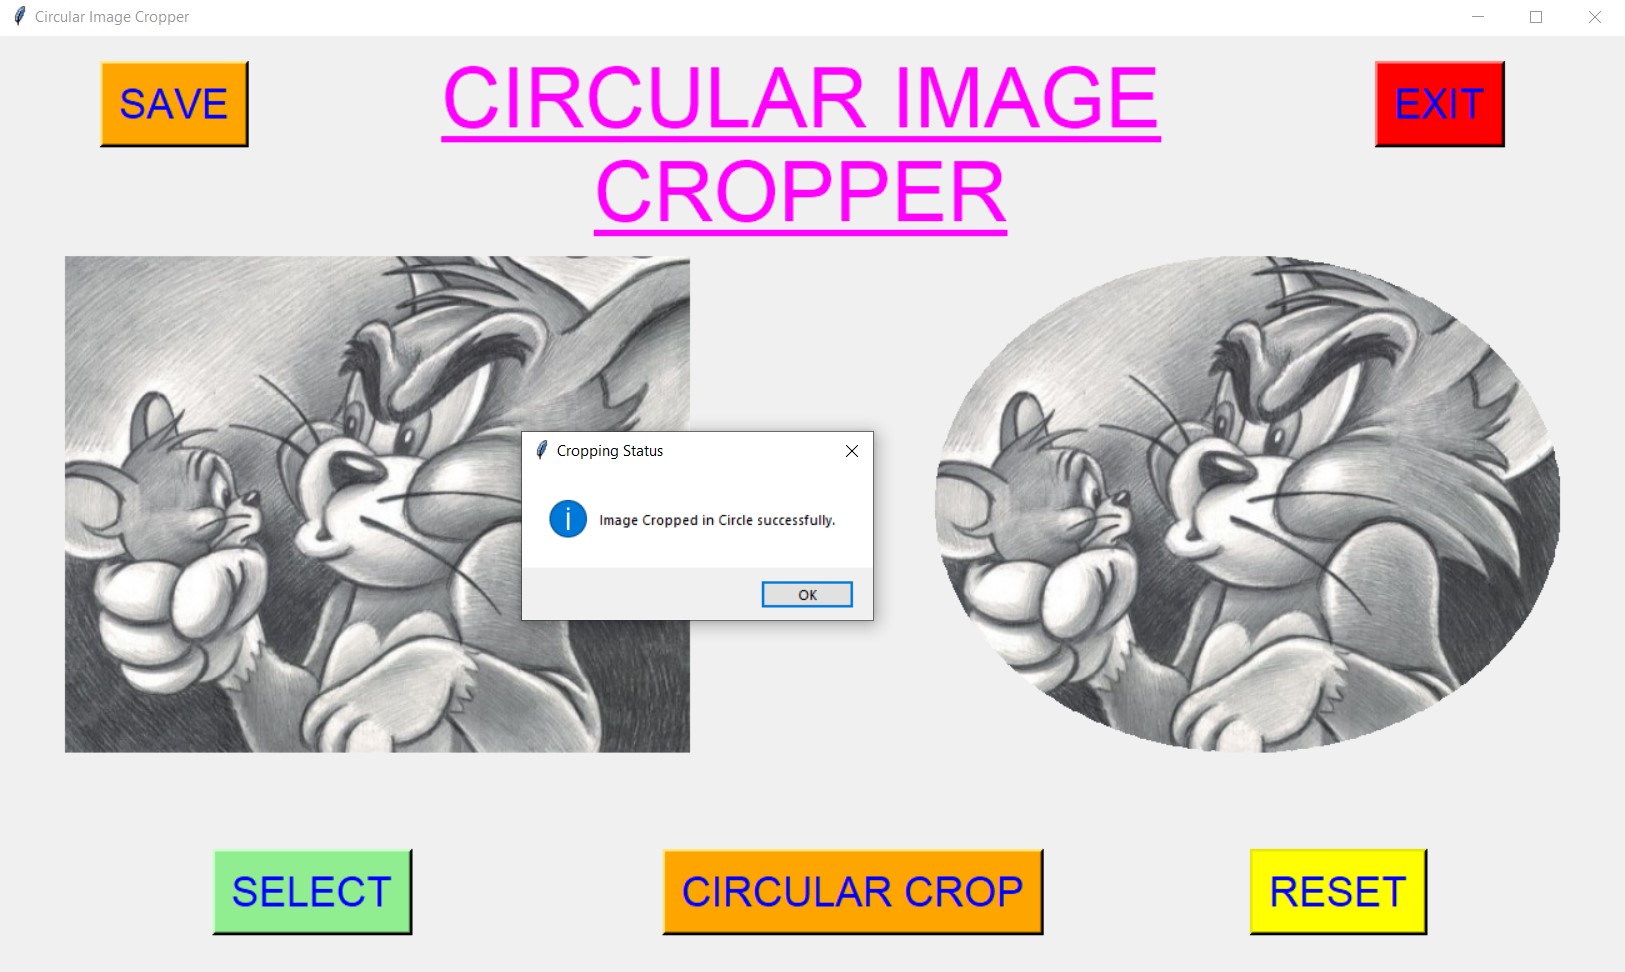 Circular Image Cropper
SAVE
CIRCULAR IMAGE
CROPPER
EXIT
Cropping Status
Image Cropped in Circle successfully.
OK
SELECT
CIRCULAR CROP
RESET